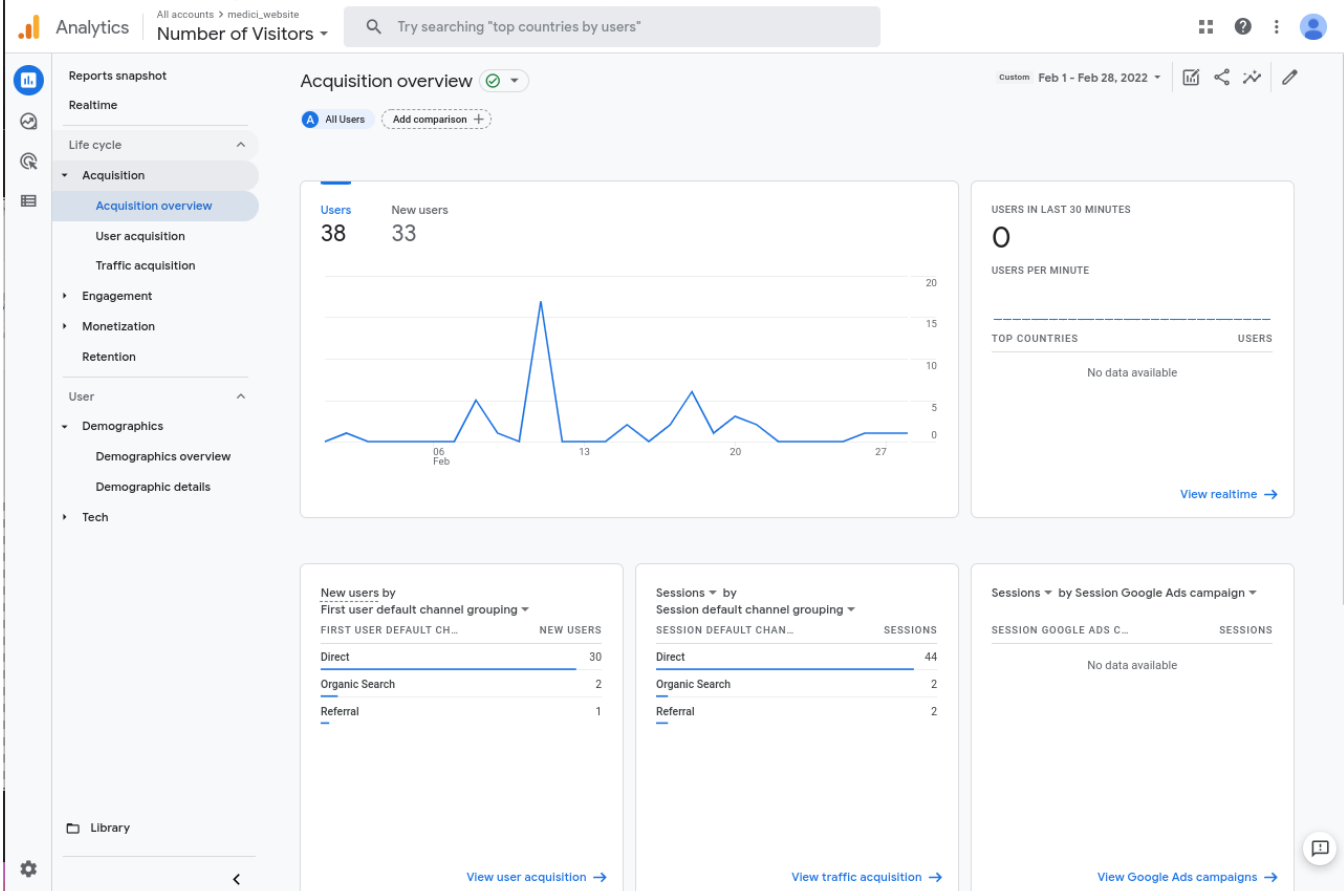 Analytics
All accounts > medici_website
Number of Visitors
Try searching "top countries by users"
Reports snapshot
Realtime
Life cycle
Acquisition
Acquisition overview
User acquisition
Traffic acquisition
Engagement
Monetization
Retention
User
Demographics
Demographics overview
Demographic details
Tech
Library
Acquisition overview
Custom Feb 1 - Feb 28, 2022
A All Users
Add comparison +
Users New users
38 33
20
15
10
5
0
06 13 20 27
Feb
USERS IN LAST 30 MINUTES
0
USERS PER MINUTE
TOP COUNTRIES USERS
No data available
View realtime
New users by
First user default channel grouping
FIRST USER DEFAULT CH... NEW USERS
Direct 30
Organic Search 2
Referral 1
View user acquisition
Sessions by
Session default channel grouping
SESSION DEFAULT CHAN... SESSIONS
Direct 44
Organic Search 2
Referral 2
View traffic acquisition
Sessions by Session Google Ads campaign
SESSION GOOGLE ADS C... SESSIONS
No data available
View Google Ads campaigns